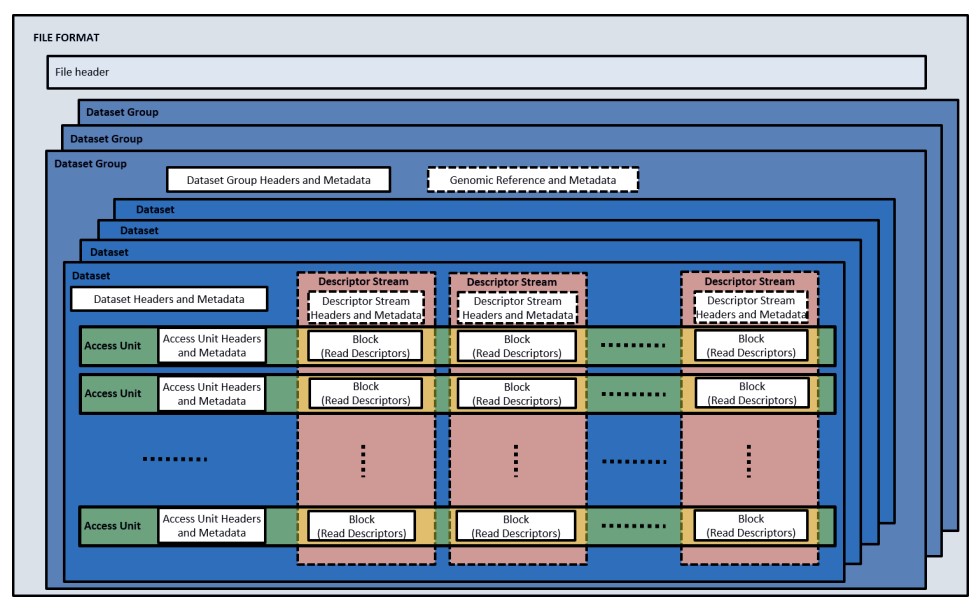 FILE FORMAT
File header
Dataset Group
Dataset Group
Dataset Group
Dataset Group Headers and Metadata
Genomic Reference and Metadata
Dataset
Dataset
Dataset
Dataset
Dataset Headers and Metadata
Descriptor Stream
Descriptor Stream
Headers and Metadata
Descriptor Stream
Descriptor Stream
Headers and Metadata
Descriptor Stream
Descriptor Stream
Headers and Metadata
Access Unit
Access Unit Headers
and Metadata
Block
(Read Descriptors)
Block
(Read Descriptors)
Block
(Read Descriptors)
Access Unit
Access Unit Headers
and Metadata
Block
(Read Descriptors)
Block
(Read Descriptors)
Block
(Read Descriptors)
Access Unit
Access Unit Headers
and Metadata
Block
(Read Descriptors)
Block
(Read Descriptors)
Block
(Read Descriptors)